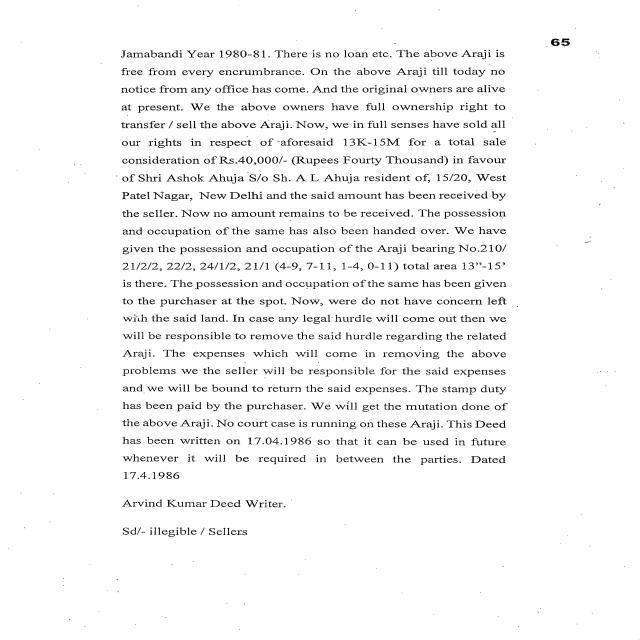 65
Jamabandi Year 1980-81. There is no loan etc. The above Araji is
free from every encrumbrance. On the above Araji till today no
notice from any office has come. And the original owners are alive
at present. We the above owners have full ownership right to
transfer / sell the above Araji. Now, we in full senses have sold all
our rights in respect of aforesaid 13K-15M for a total sale
consideration of Rs.40,000/- (Rupees Fourty Thousand) in favour
of Shri Ashok Ahuja S/o Sh. A L Ahuja resident of, 15/20, West
Patel Nagar, New Delhi and the said amount has been received by
the seller. Now no amount remains to be received. The possession
and occupation of the same has also been handed over. We have
given the possession and occupation of the Araji bearing No.210/
21/2/2, 22/2, 24/1/2, 21/1 (4-9, 7-11, 1-4, 0-11) total area 13”-15’
is there. The possession and occupation of the same has been given
to the purchaser at the spot. Now, were do not have concern left
with the said land. In case any legal hurdle will come out then we
will be responsible to remove the said hurdle regarding the related
Araji. The expenses which will come in removing the above
problems we the seller will be responsible for the said expenses
and we will be bound to return the said expenses. The stamp duty
has been paid by the purchaser. We will get the mutation done of
the above Araji. No court case is running on these Araji. This Deed
has been written on 17.04.1986 so that it can be used in future
whenever it will be required in between the parties. Dated
17.4.1986
Arvind Kumar Deed Writer.
Sd/- illegible / Sellers